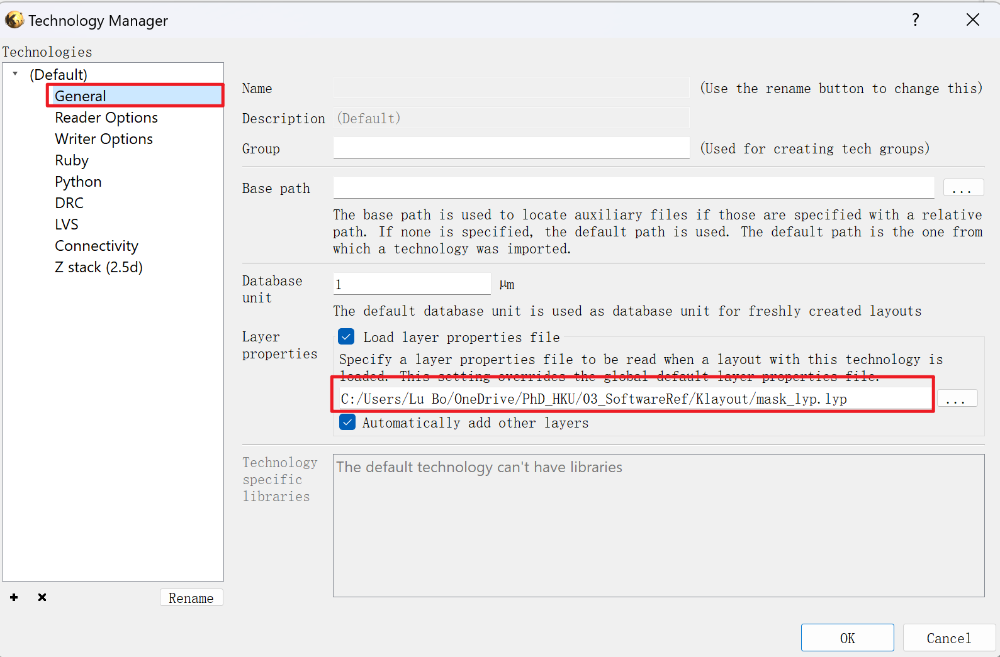 Technology Manager
?
Technologies
(Default)
General
Reader Options
Writer Options
Ruby
Python
DRC
LVS
Connectivity
Z stack (2.5d)
Rename
Name
(Use the rename button to change this)
Description
(Default)
Group
(Used for creating tech groups)
Base path
...
The base path is used to locate auxiliary files if those are specified with a relative
path. If none is specified, the default path is used. The default path is the one from
which a technology was imported.
Database
unit
1
µm
The default database unit is used as database unit for freshly created layouts
Layer
properties
Load layer properties file
Specify a layer properties file to be read when a layout with this technology is
loaded. This setting overrides the global default layer properties file.
C:/Users/Lu Bo/OneDrive/PhD_HKU/03_SoftwareRef/Klayout/mask_lyp.lyp
...
Automatically add other layers
Technology
specific
libraries
The default technology can't have libraries
OK
Cancel